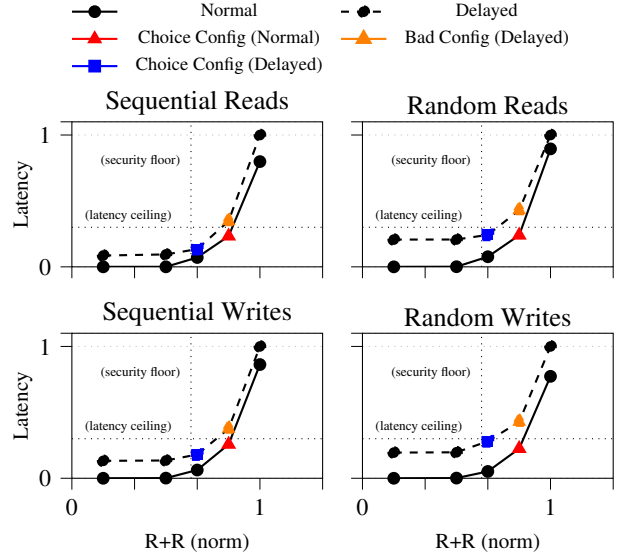 Normal
Delayed
Choice Config (Normal)
Bad Config (Delayed)
Choice Config (Delayed)
Sequential Reads
Random Reads
1
(security floor)
(security floor)
Latency
(latency ceiling)
(latency ceiling)
0
Sequential Writes
Random Writes
1
(security floor)
(security floor)
Latency
(latency ceiling)
(latency ceiling)
0
0
1
0
1
R+R (norm)
R+R (norm)